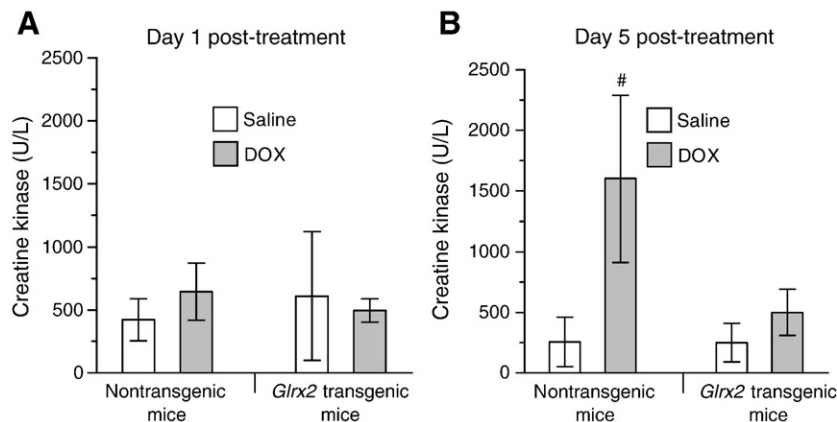 A
Day 1 post-treatment
2500
2000
1500
1000
500
0
Creatine kinase (U/L)
Saline
DOX
Nontransgenic
mice
Glrx2 transgenic
mice
B
Day 5 post-treatment
2500
2000
1500
1000
500
0
Creatine kinase (U/L)
#
Saline
DOX
Nontransgenic
mice
Glrx2 transgenic
mice